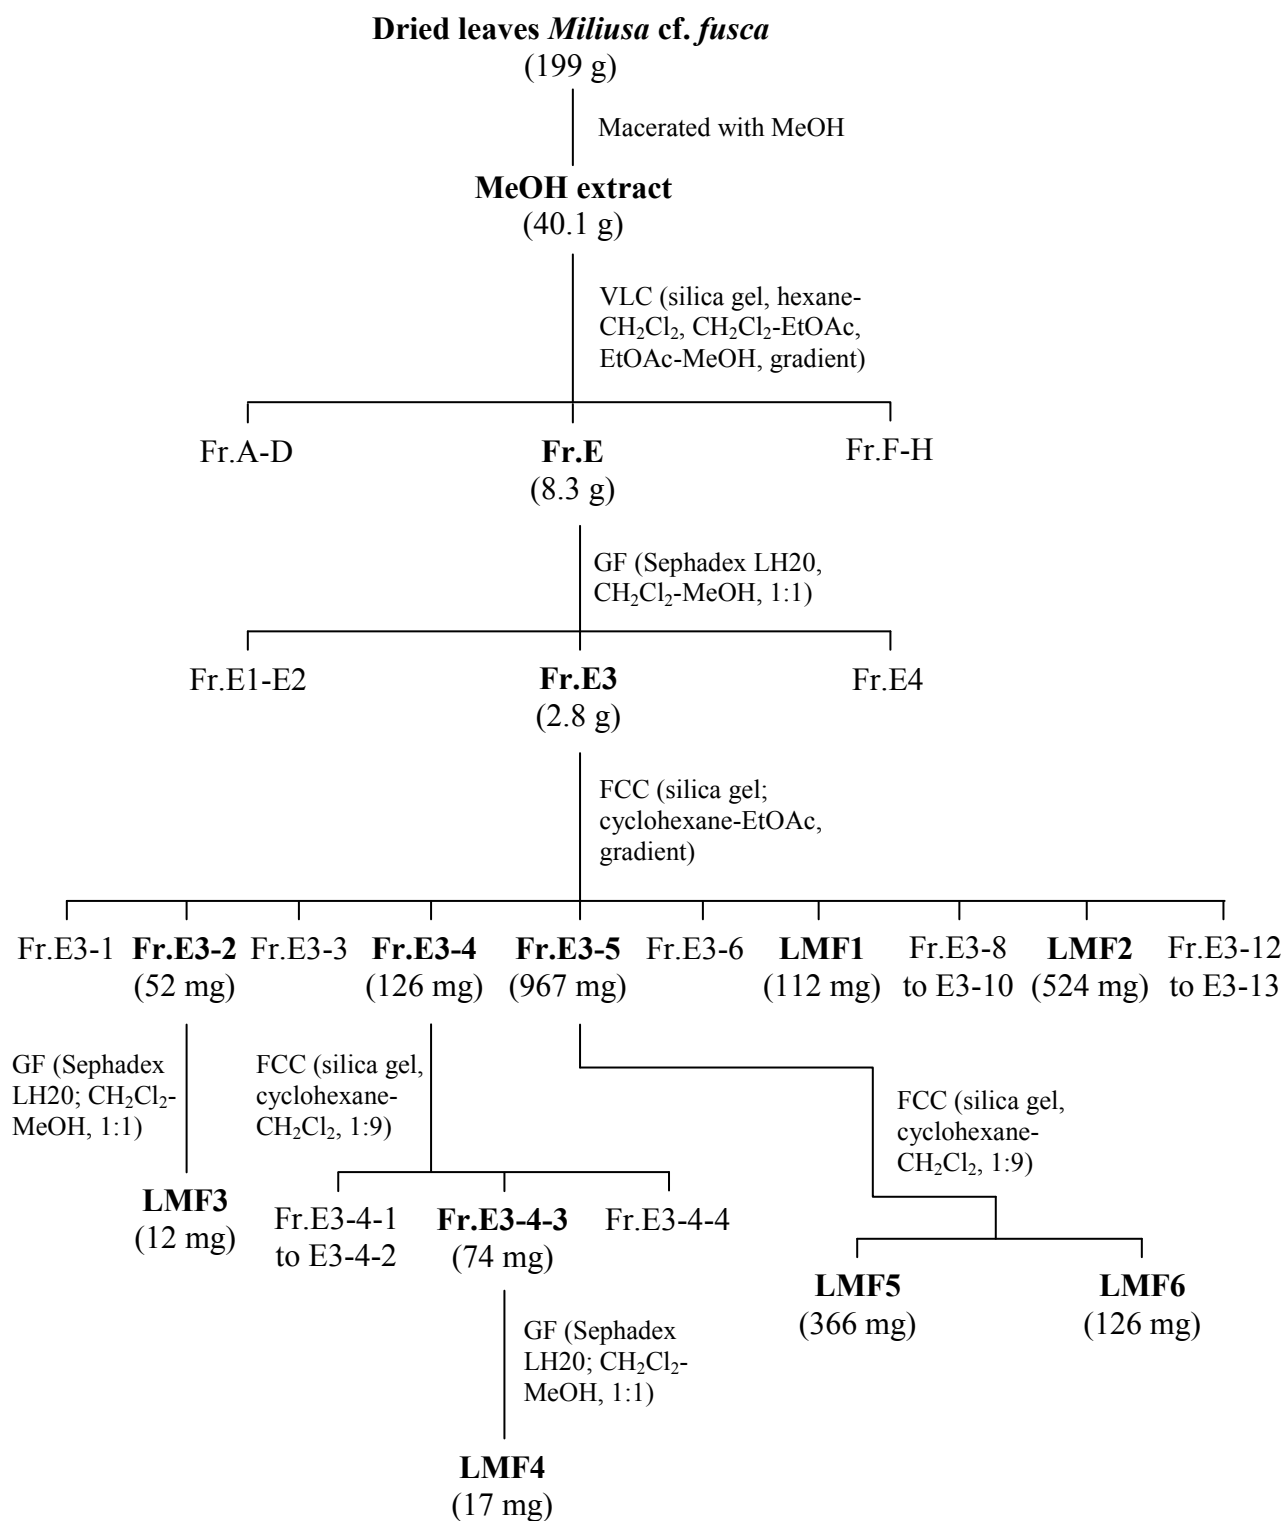 Dried leaves Miliusa cf. fusca
(199 g)
Macerated with MeOH
MeOH extract
(40.1 g)
VLC (silica gel, hexane-
CH₂Cl₂, CH₂Cl₂-EtOAc,
EtOAc-MeOH, gradient)
Fr.A-D
Fr.E
(8.3 g)
Fr.F-H
GF (Sephadex LH20,
CH₂Cl₂-MeOH, 1:1)
Fr.E1-E2
Fr.E3
(2.8 g)
Fr.E4
FCC (silica gel;
cyclohexane-EtOAc,
gradient)
Fr.E3-1
Fr.E3-2
(52 mg)
Fr.E3-3
Fr.E3-4
(126 mg)
Fr.E3-5
(967 mg)
Fr.E3-6
LMF1
(112 mg)
Fr.E3-8
to E3-10
LMF2
(524 mg)
Fr.E3-12
to E3-13
GF (Sephadex
LH20; CH₂Cl₂-
MeOH, 1:1)
FCC (silica gel,
cyclohexane-
CH₂Cl₂, 1:9)
FCC (silica gel,
cyclohexane-
CH₂Cl₂, 1:9)
LMF3
(12 mg)
Fr.E3-4-1
to E3-4-2
Fr.E3-4-3
(74 mg)
Fr.E3-4-4
LMF5
(366 mg)
LMF6
(126 mg)
GF (Sephadex
LH20; CH₂Cl₂-
MeOH, 1:1)
LMF4
(17 mg)